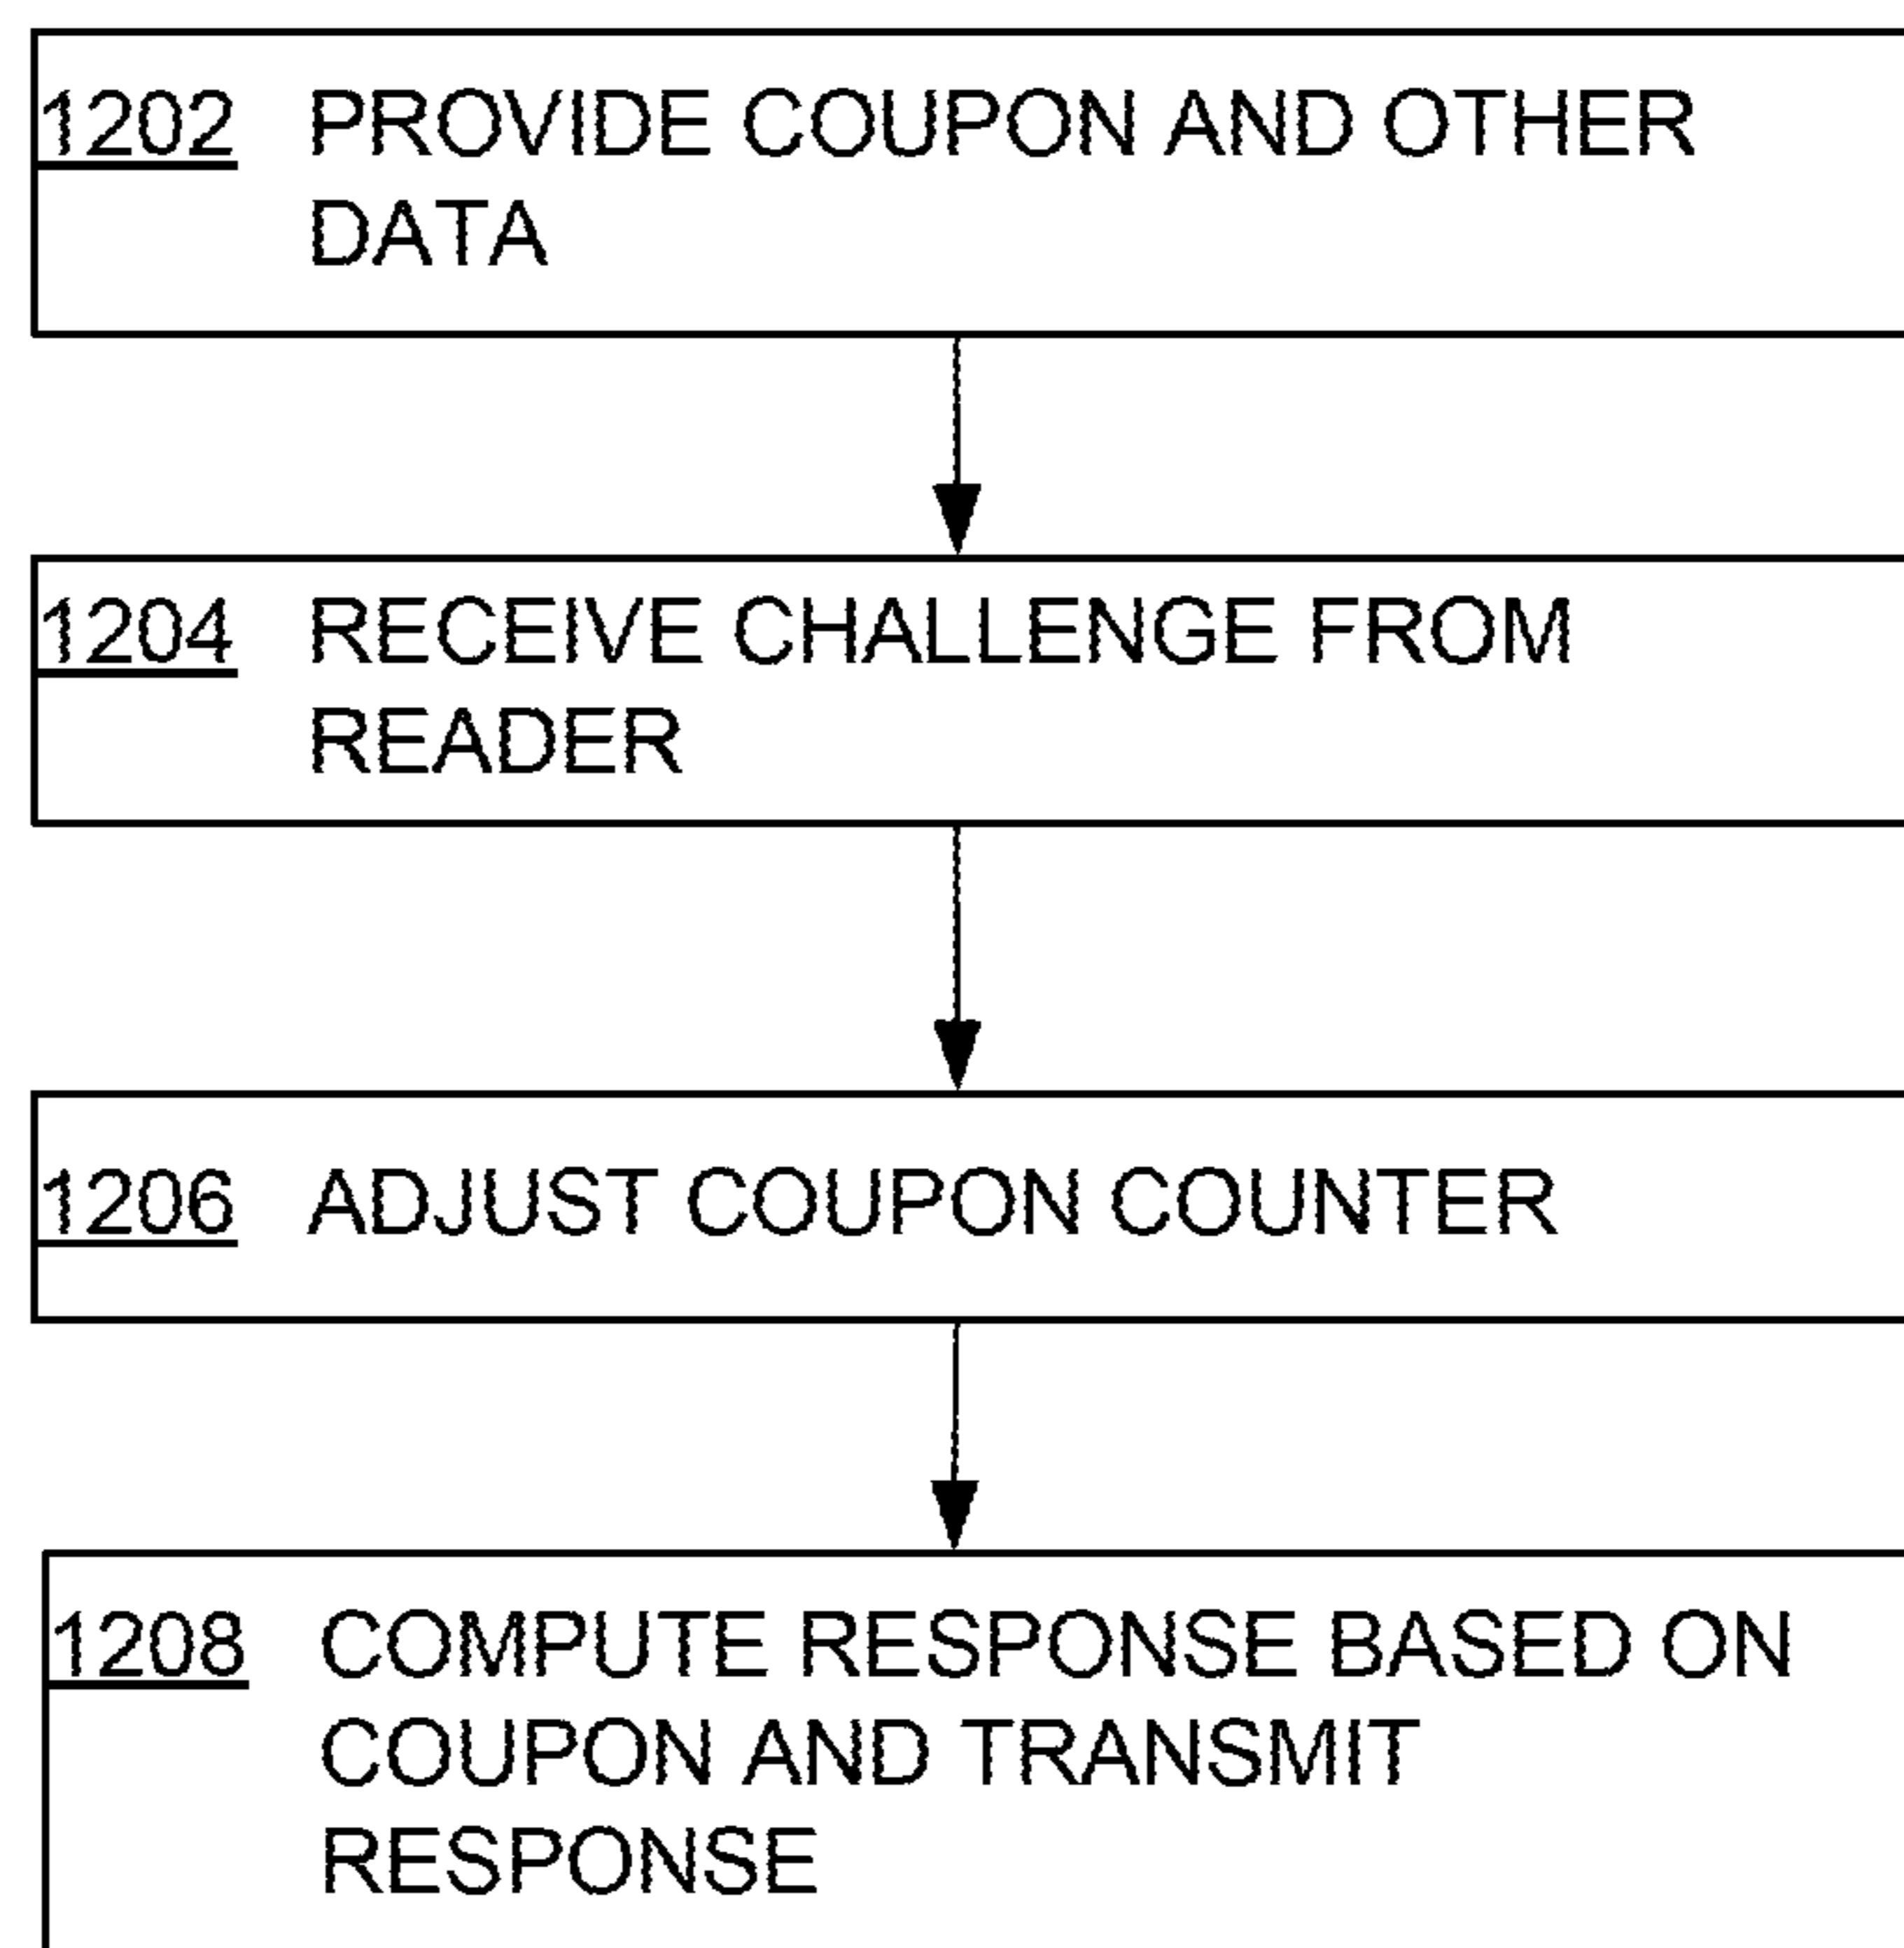 1202 PROVIDE COUPON AND OTHER
DATA
1204 RECEIVE CHALLENGE FROM
READER
1206 ADJUST COUPON COUNTER
1208 COMPUTE RESPONSE BASED ON
COUPON AND TRANSMIT
RESPONSE